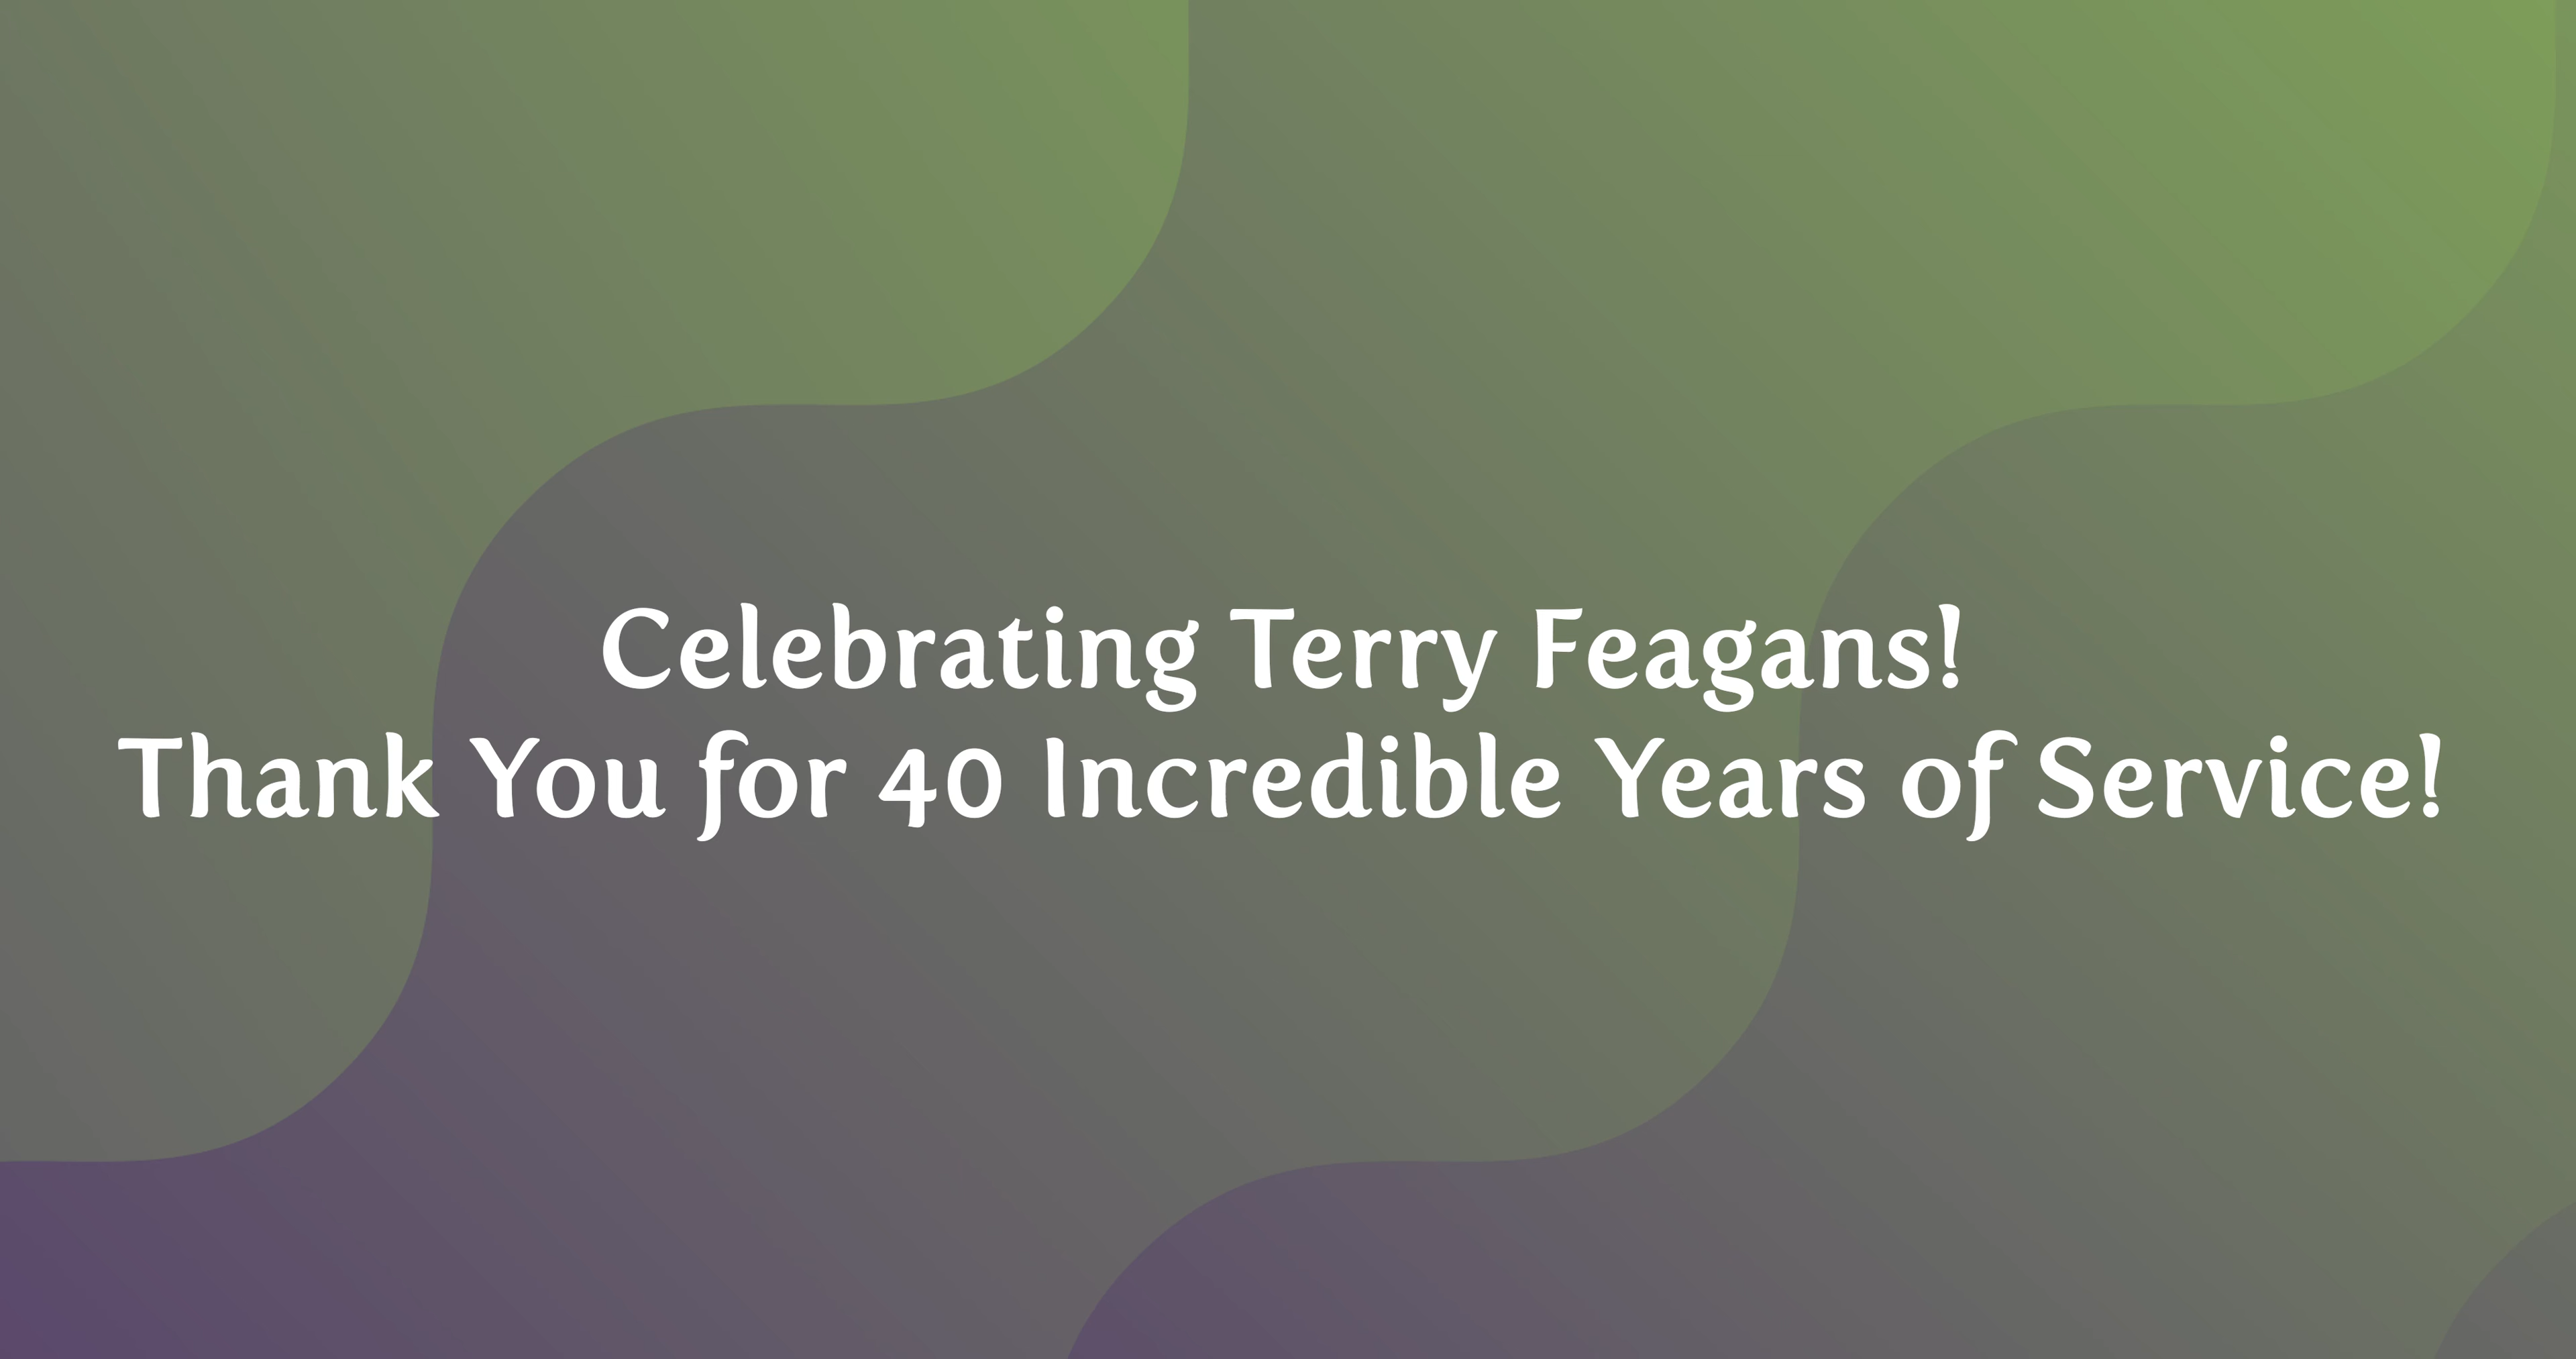 Celebrating Terry Feagans!
Thank You for 40 Incredible Years of Service!